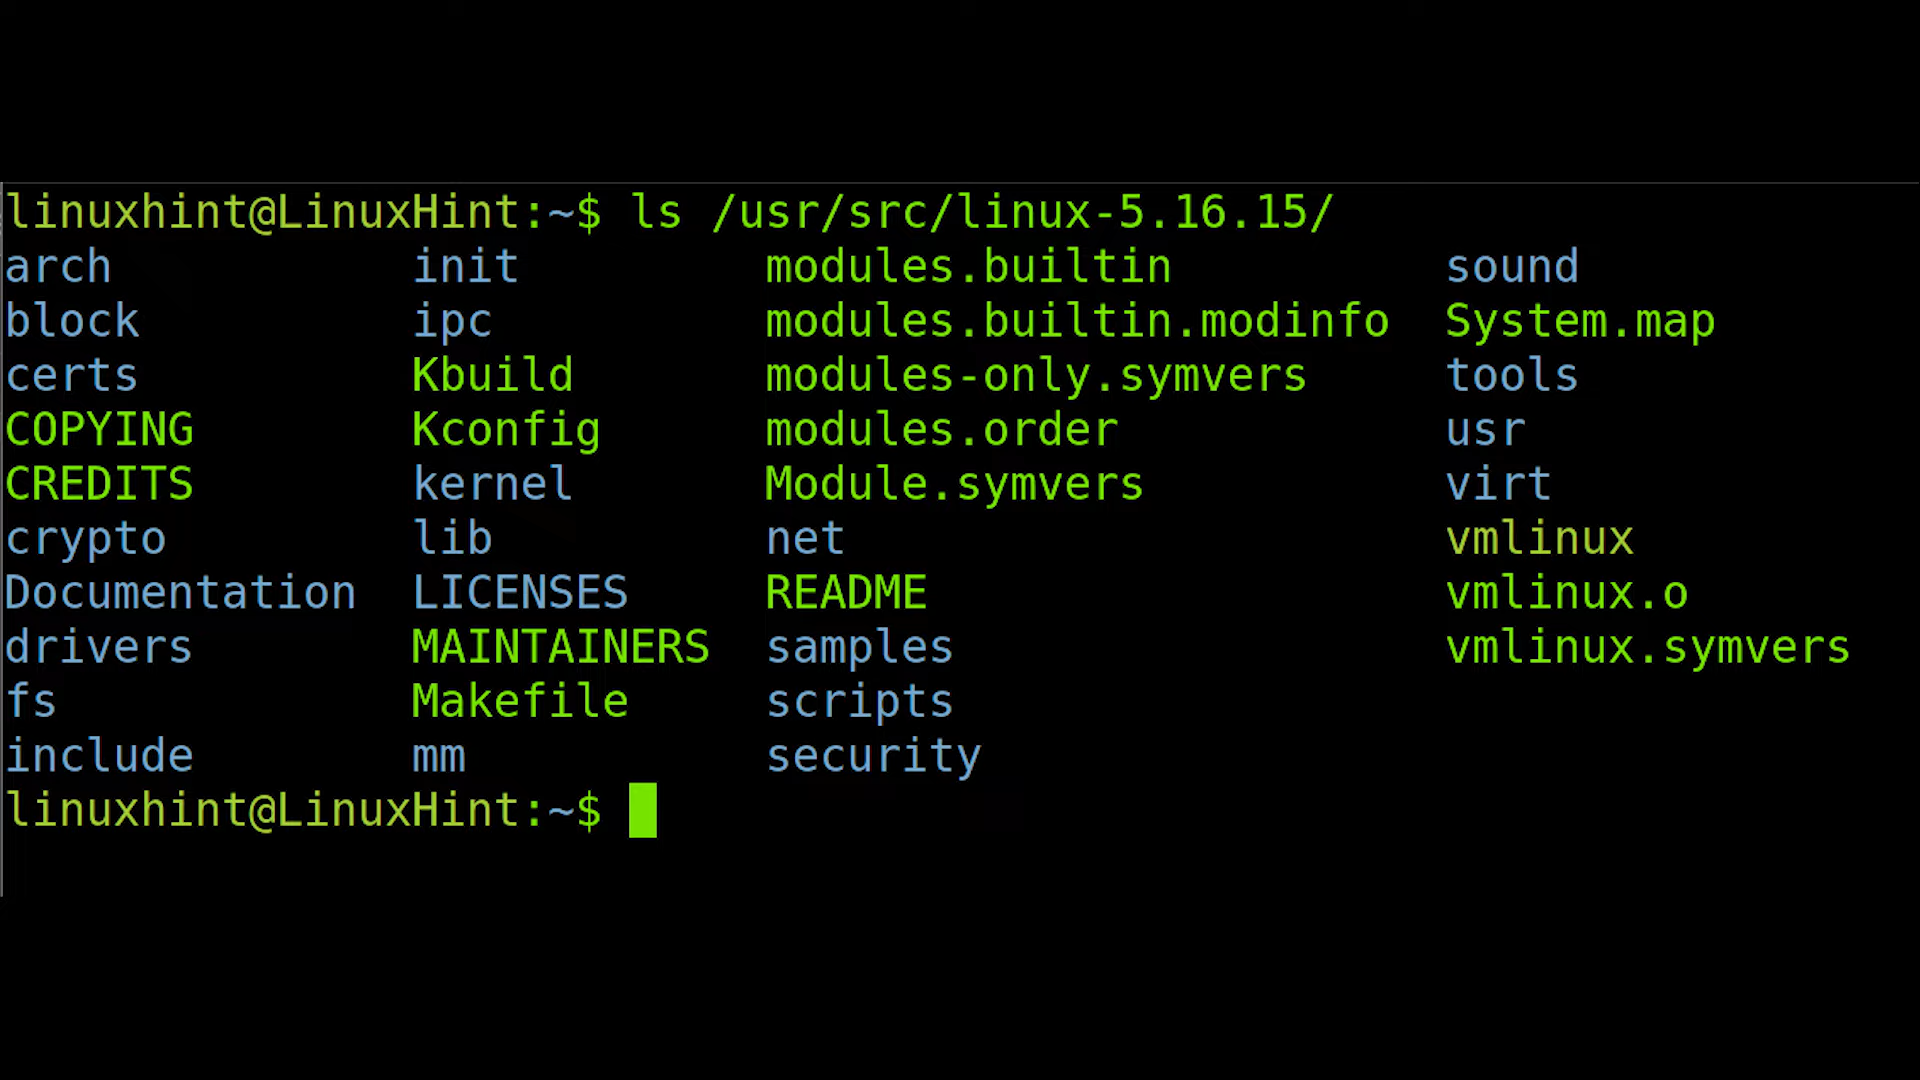 linuxhint@LinuxHint:~$ ls /usr/src/linux-5.16.15/
arch init modules.builtin sound
block ipc modules.builtin.modinfo System.map
certs Kbuild modules-only.symvers tools
COPYING Kconfig modules.order usr
CREDITS kernel Module.symvers virt
crypto lib net vmlinux
Documentation LICENSES README vmlinux.o
drivers MAINTAINERS samples vmlinux.symvers
fs Makefile scripts
include mm security
linuxhint@LinuxHint:~$